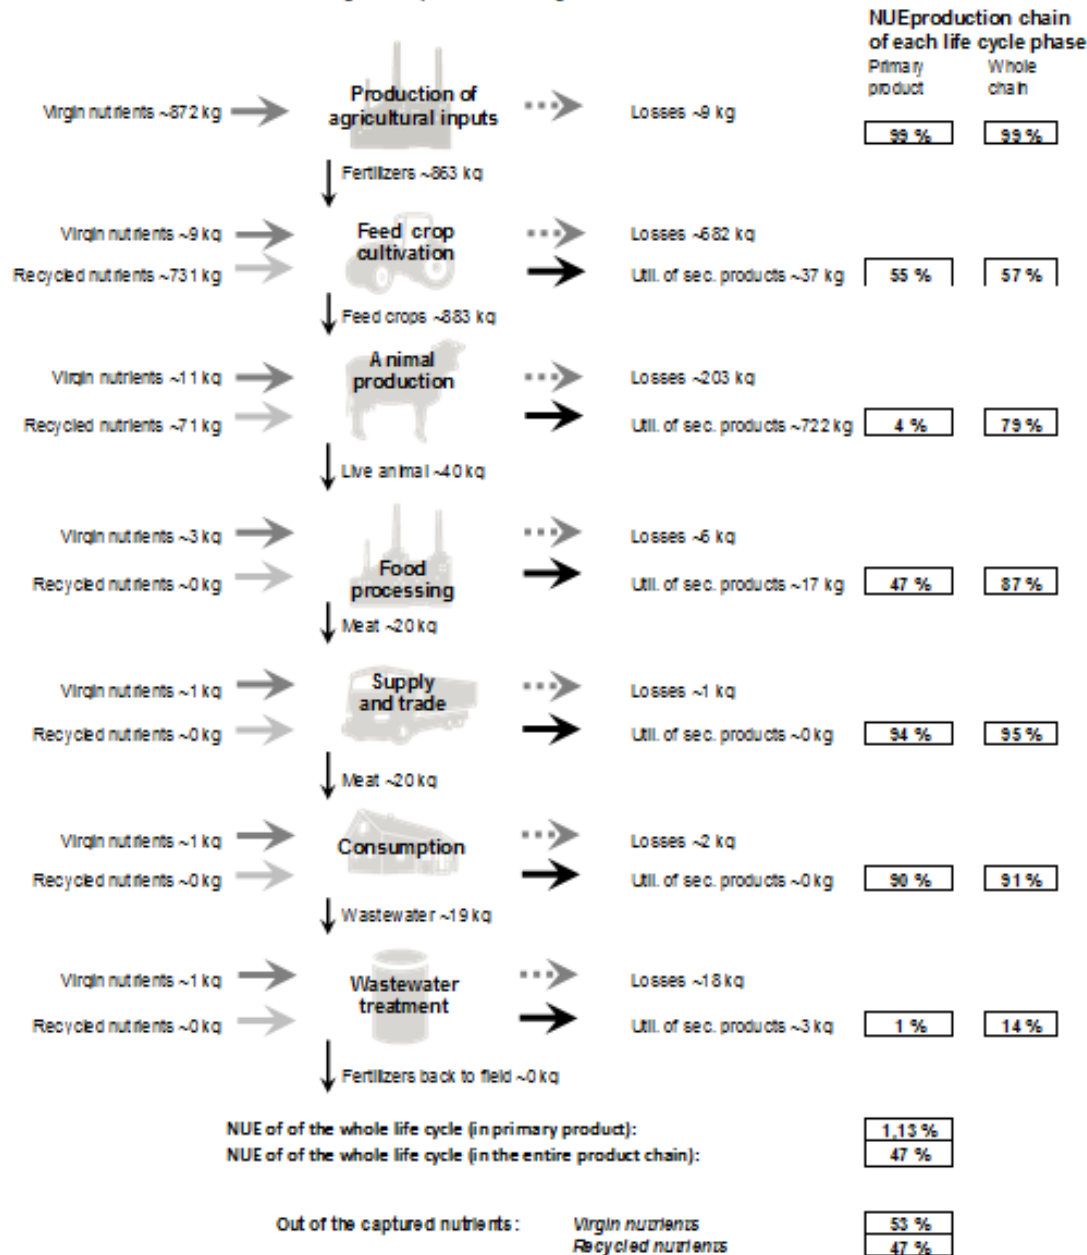 NUEproduction chain
of each life cycle phase
Primary product
Whole chain
Virgin nutrients ~872 kg
Production of agricultural inputs
Losses ~9 kg
99 %
99 %
Fertilizers ~863 kg
Virgin nutrients ~9 kg
Feed crop cultivation
Losses ~682 kg
Recycled nutrients ~731 kg
Util. of sec. products ~37 kg
55 %
57 %
Feed crops ~883 kg
Virgin nutrients ~11 kg
Animal production
Losses ~203 kg
Recycled nutrients ~71 kg
Util. of sec. products ~722 kg
4 %
79 %
Live animal ~40 kg
Virgin nutrients ~3 kg
Losses ~6 kg
Recycled nutrients ~0 kg
Food processing
Util. of sec. products ~17 kg
47 %
87 %
Meat ~20 kg
Virgin nutrients ~1 kg
Supply and trade
Losses ~1 kg
Recycled nutrients ~0 kg
Util. of sec. products ~0 kg
94 %
95 %
Meat ~20 kg
Virgin nutrients ~1 kg
Consumption
Losses ~2 kg
Recycled nutrients ~0 kg
Util. of sec. products ~0 kg
90 %
91 %
Wastewater ~19 kg
Virgin nutrients ~1 kg
Wastewater treatment
Losses ~18 kg
Recycled nutrients ~0 kg
Util. of sec. products ~3 kg
1 %
14 %
Fertilizers back to field ~0 kg
NUE of of the whole life cycle (in primary product): 1,13 %
NUE of of the whole life cycle (in the entire product chain): 47 %
Out of the captured nutrients: Virgin nutrients 53 %
Recycled nutrients 47 %